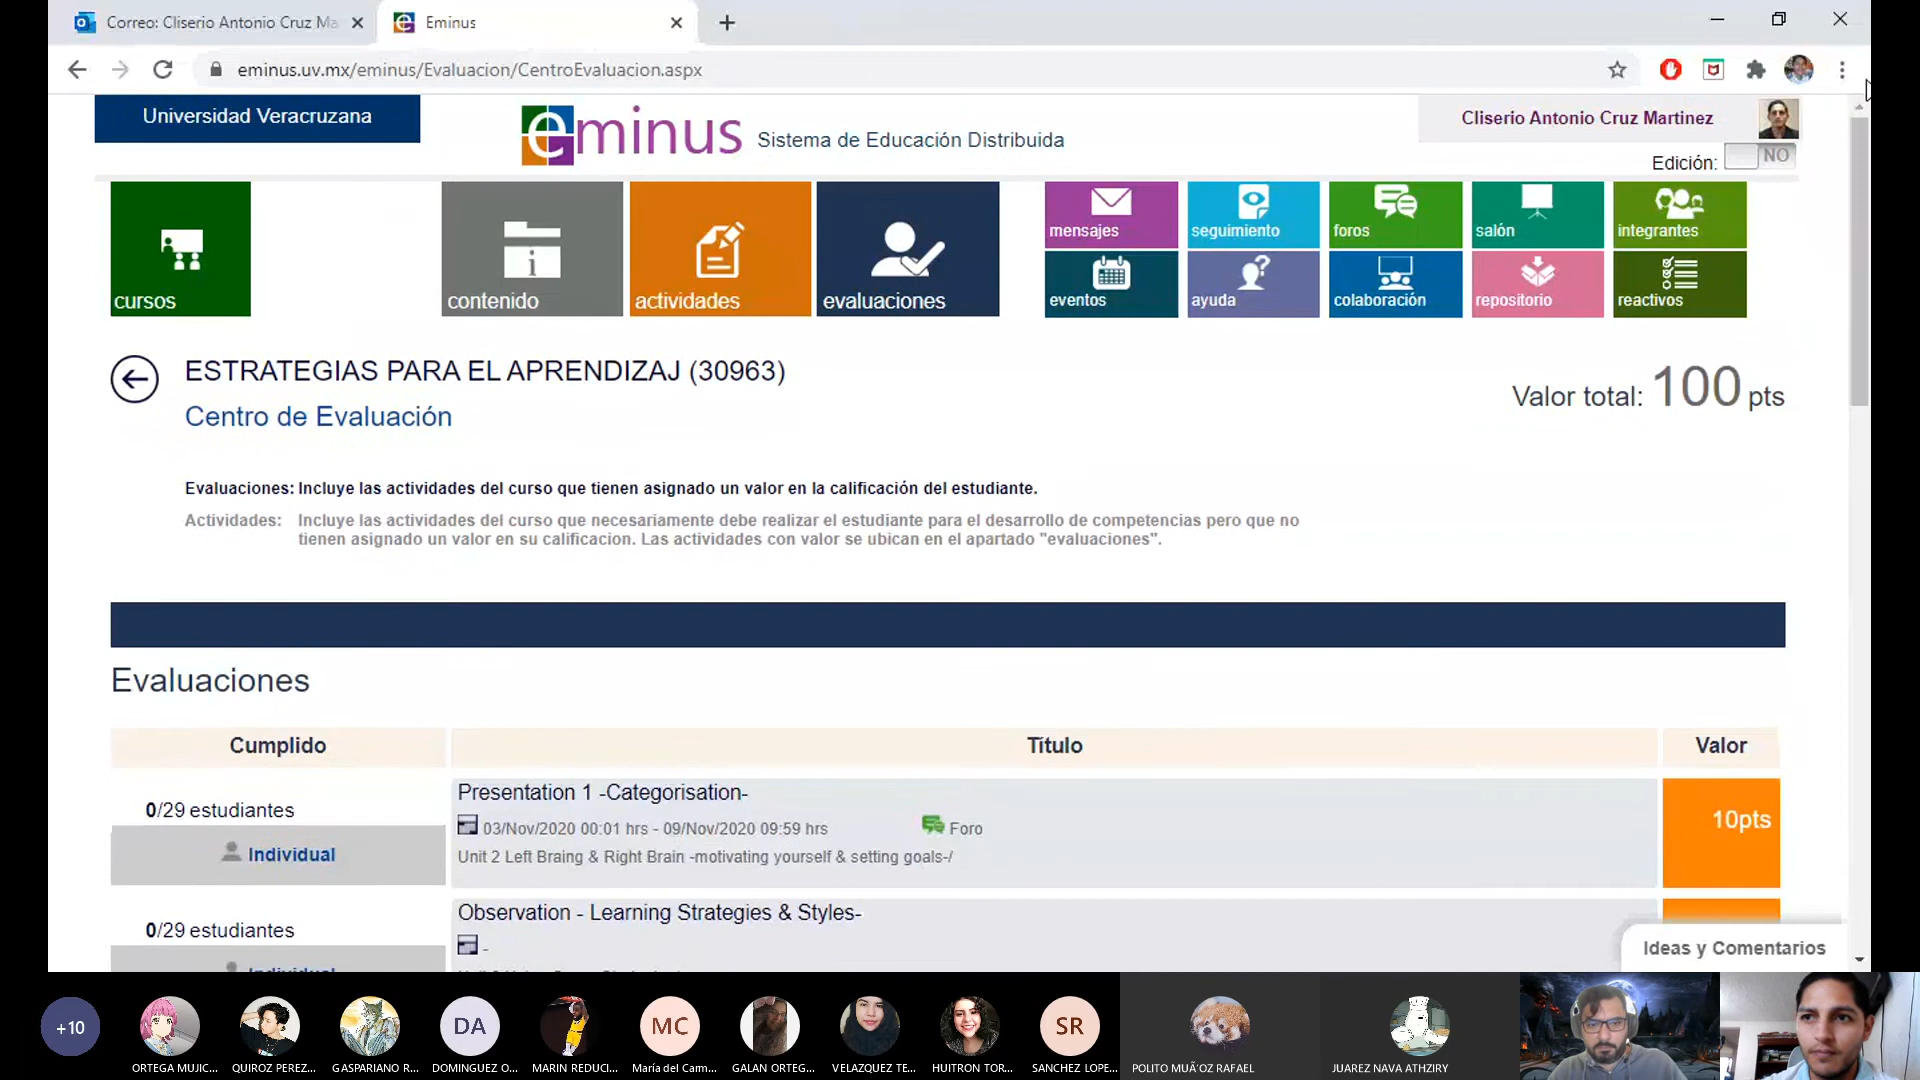 Correo: Cliserio Antonio Cruz Ma
Eminus
eminus.uv.mx/eminus/Evaluacion/CentroEvaluacion.aspx
Universidad Veracruzana
eminus Sistema de Educación Distribuida
Cliserio Antonio Cruz Martinez
Edición: NO
cursos
contenido
actividades
evaluaciones
mensajes
seguimiento
foros
salón
integrantes
eventos
ayuda
colaboración
repositorio
reactivos
ESTRATEGIAS PARA EL APRENDIZAJ (30963)
Centro de Evaluación
Valor total: 100 pts
Evaluaciones: Incluye las actividades del curso que tienen asignado un valor en la calificación del estudiante.
Actividades: Incluye las actividades del curso que necesariamente debe realizar el estudiante para el desarrollo de competencias pero que no
tienen asignado un valor en su calificacion. Las actividades con valor se ubican en el apartado "evaluaciones".
Evaluaciones
Cumplido Título Valor
0/29 estudiantes
Individual
Presentation 1 -Categorisation-
03/Nov/2020 00:01 hrs - 09/Nov/2020 09:59 hrs Foro
Unit 2 Left Braing & Right Brain -motivating yourself & setting goals-/
10pts
0/29 estudiantes
Individual
Observation - Learning Strategies & Styles-
-
Ideas y Comentarios
+10
DA
MC
SR
ORTEGA MUJIC...
QUIROZ PEREZ...
GASPARIANO R...
DOMINGUEZ O...
MARIN REDUCI...
María del Carm...
GALAN ORTEG...
VELAZQUEZ TE...
HUITRON TOR...
SANCHEZ LOPE...
POLITO MUÃ'OZ RAFAEL
JUAREZ NAVA ATHZIRY